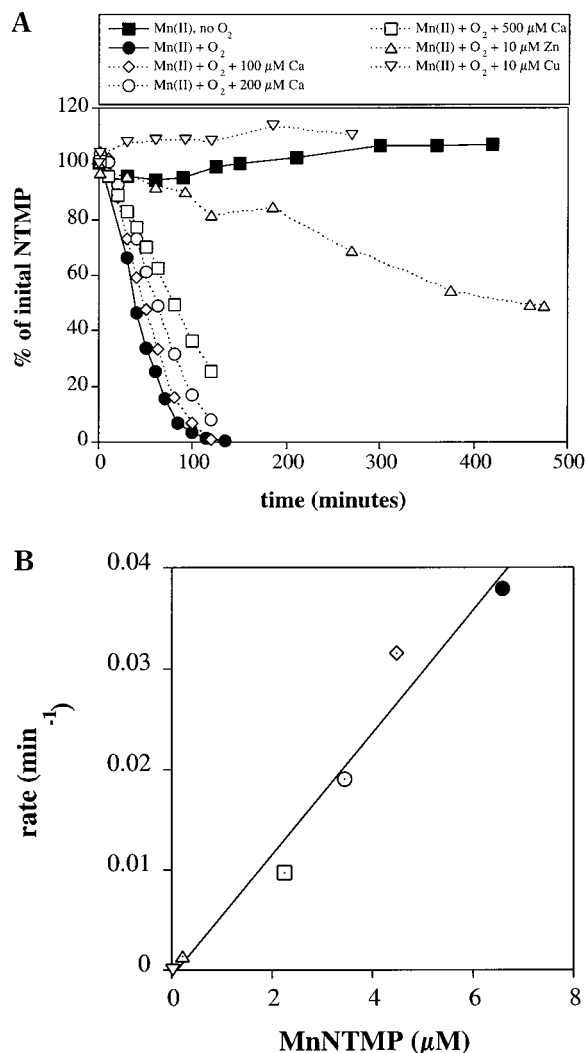 A
Mn(II), no O2
Mn(II) + O2
Mn(II) + O2 + 100 µM Ca
Mn(II) + O2 + 200 µM Ca
Mn(II) + O2 + 500 µM Ca
Mn(II) + O2 + 10 µM Zn
Mn(II) + O2 + 10 µM Cu
% of inital NTMP
120
100
80
60
40
20
0
0
100
200
300
400
500
time (minutes)
B
rate (min -1)
0.04
0.03
0.02
0.01
0
0
2
4
6
8
MnNTMP (µM)